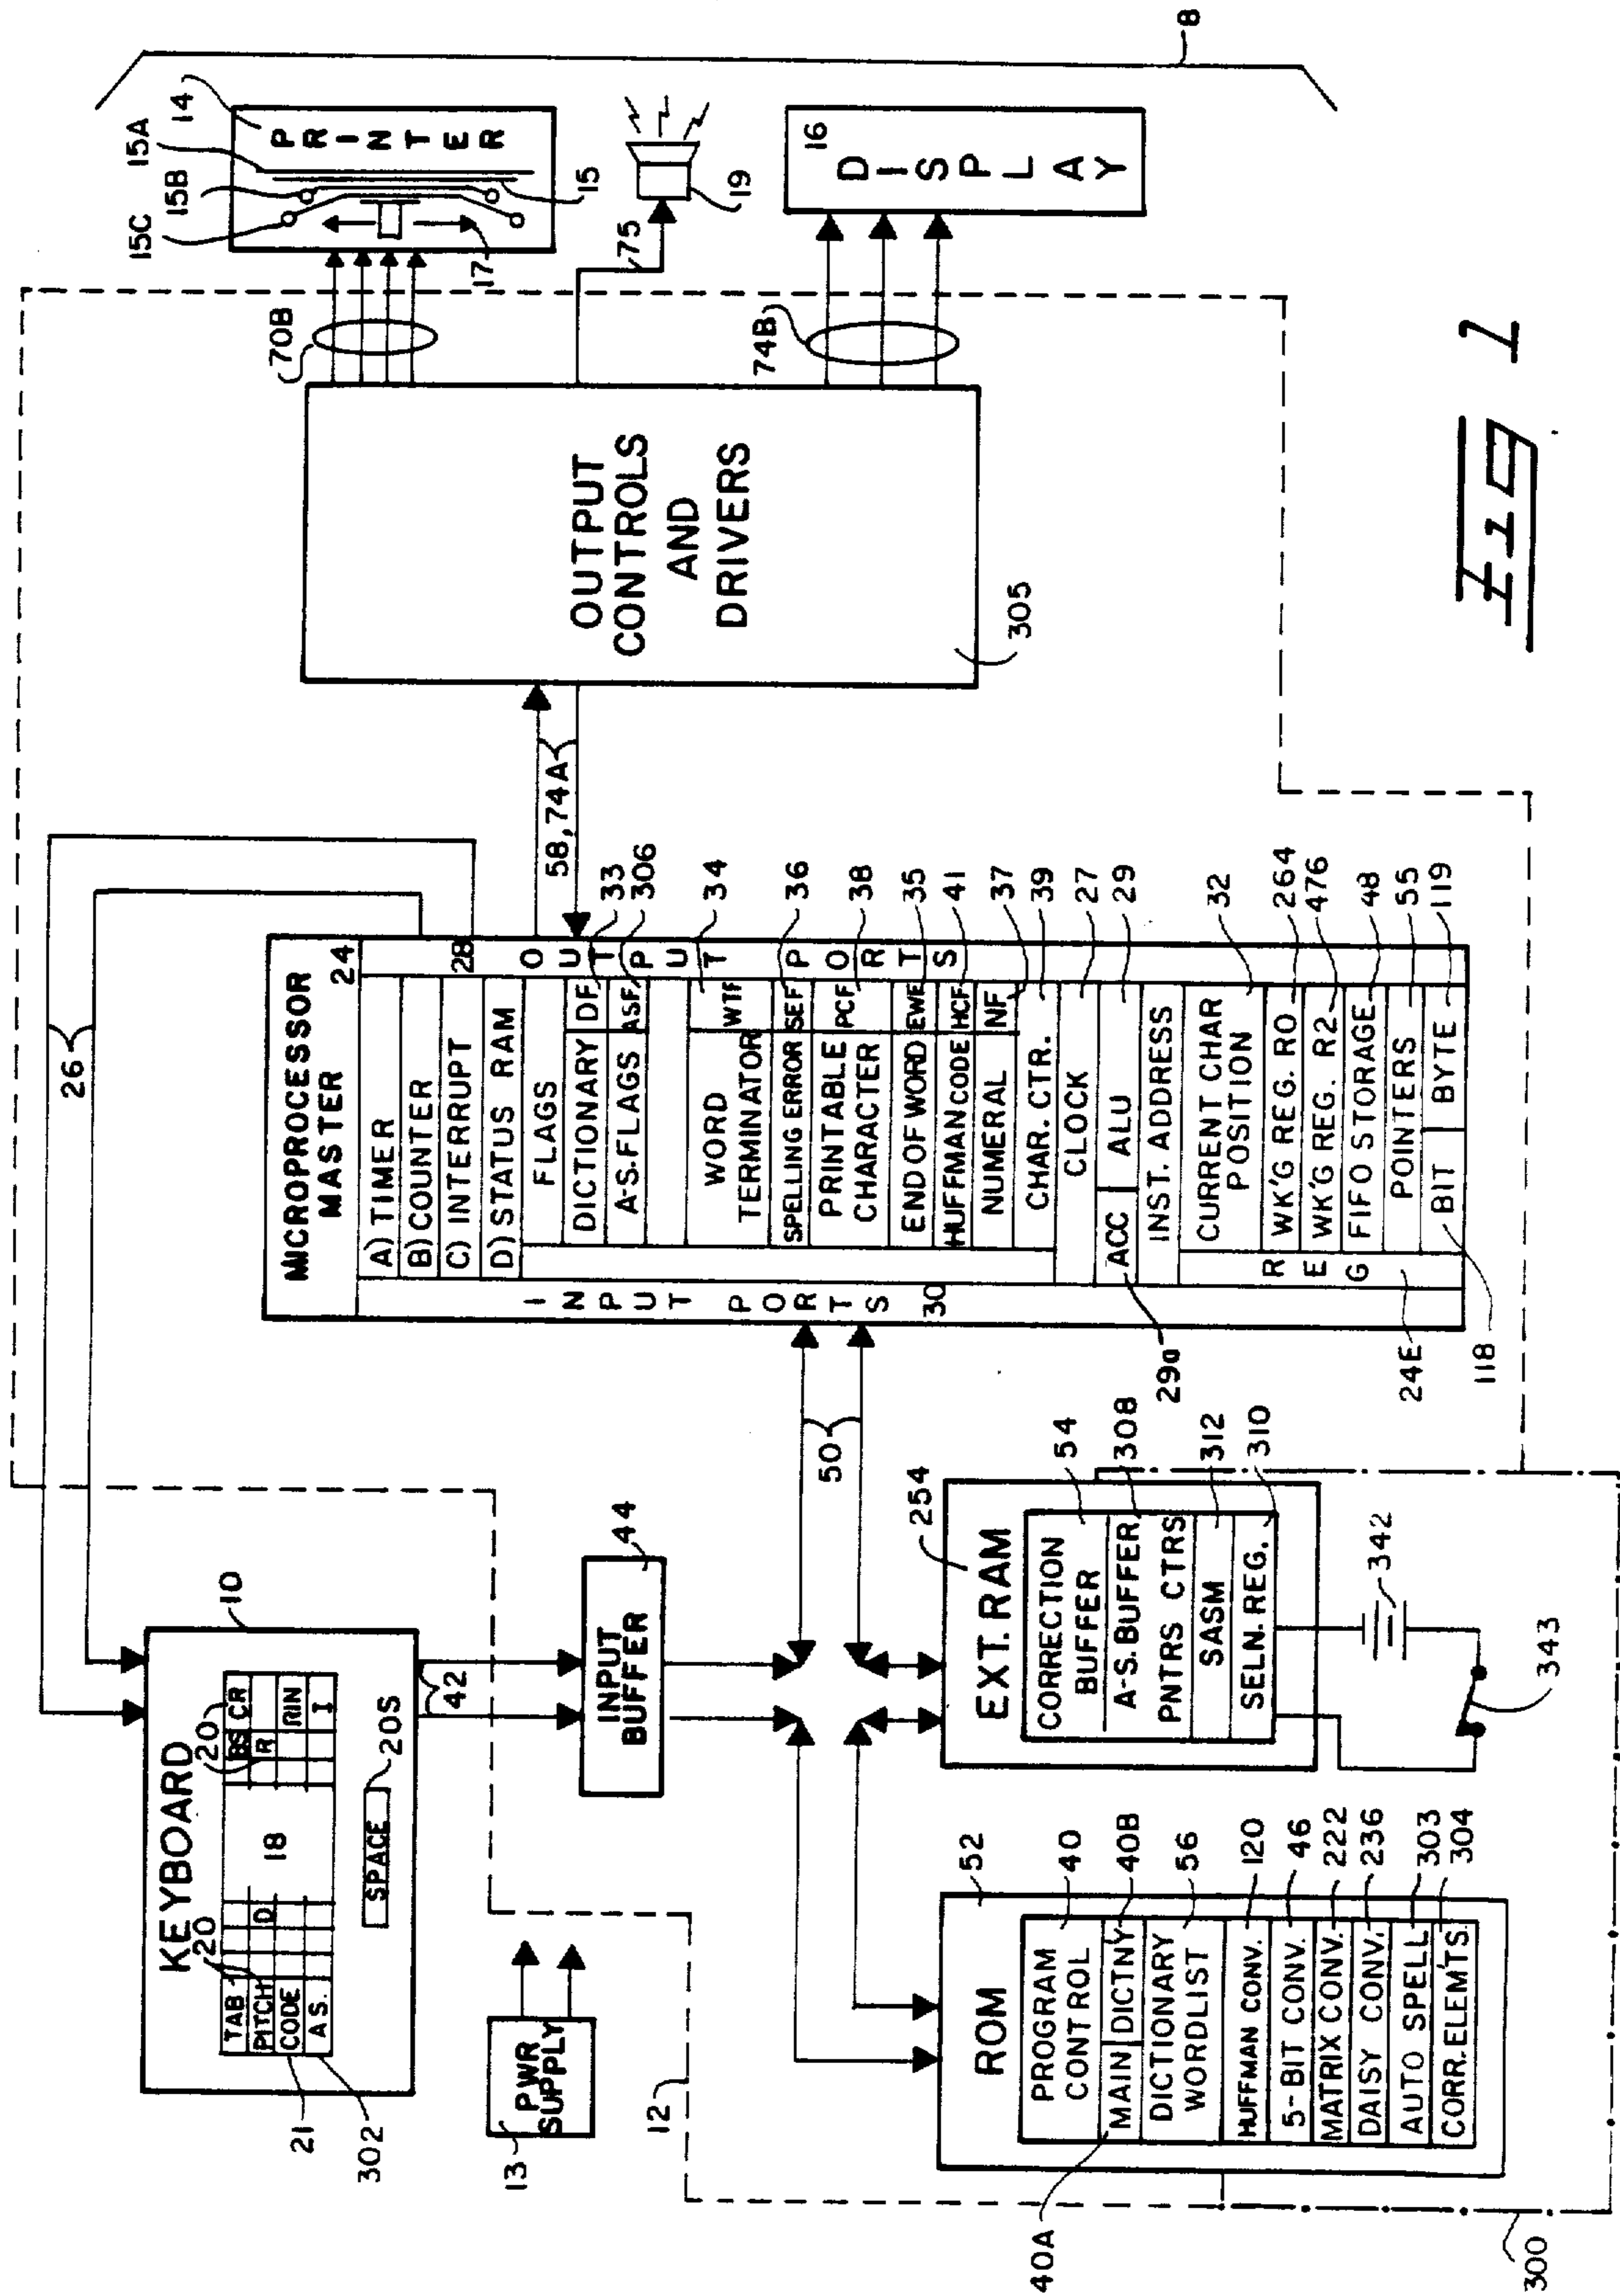 KEYBOARD
10
TAB
PITCH
CODE
A S.
20
D
18
20
BS
CR
R
RIN
I
SPACE
20S
21
302
26
42
PWR
SUPPLY
13
12
INPUT
BUFFER
44
50
ROM
52
PROGRAM
CONTROL
40
MAIN
DICTNY
40A
40B
DICTIONARY
WORDLIST
56
HUFFMAN CONV.
120
5-BIT CONV.
46
MATRIX CONV.
222
DAISY CONV.
236
AUTO SPELL
303
CORR. ELEM'TS.
304
300
EXT. RAM
254
CORRECTION
BUFFER
54
A-S. BUFFER
308
PNTRS CTRS
SASM
312
SELN. REG.
310
342
343
MICROPROCESSOR
MASTER
24
A) TIMER
B) COUNTER
C) INTERRUPT
D) STATUS RAM
28
INPUT PORTS
30
OUTPUT PORTS
FLAGS
DICTIONARY
DF
33
A-S. FLAGS
ASF
306
WORD
TERMINATOR
WTF
34
SPELLING ERROR
SEF
36
PRINTABLE
CHARACTER
PCF
38
END OF WORD
EWF
35
HUFFMAN CODE
HCF
41
NUMERAL
NF
37
CHAR. CTR.
39
CLOCK
27
ACC
ALU
29
29a
INST. ADDRESS
CURRENT CHAR
POSITION
32
REG
WK'G REG. R0
264
WK'G REG. R2
476
FIFO STORAGE
48
POINTERS
55
BIT
BYTE
119
24E
118
58, 74A
OUTPUT
CONTROLS
AND
DRIVERS
305
70B
75
74B
PRINTER
14
15A
15B
15C
15
17
19
16
DISPLAY
8
Fig 1